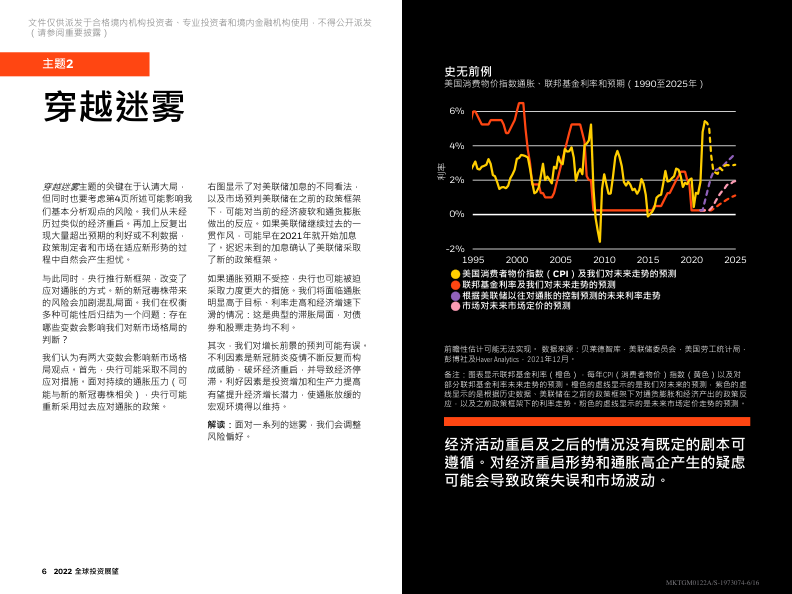 文件仅供派发于合格境内机构投资者、专业投资者和境内金融机构使用，不得公开派发
（请参阅重要披露）
主题2
穿越迷雾
穿越迷雾主题的关键在于认清大局，
但同时也要考虑第4页所述可能影响我
们基本分析观点的风险。我们从未经
历过类似的经济重启。再加上反复出
现大量超出预期的利好或不利数据，
政策制定者和市场在适应新形势的过
程中自然会产生担忧。
与此同时，央行推行新框架，改变了
应对通胀的方式。新的新冠毒株带来
的风险会加剧混乱局面。我们在权衡
多种可能性后归结为一个问题：存在
哪些变数会影响我们对新市场格局的
判断？
我们认为有两大变数会影响新市场格
局观点。首先，央行可能采取不同的
应对措施。面对持续的通胀压力（可
能与新的新冠毒株相关），央行可能
重新采用过去应对通胀的政策。
右图显示了对美联储加息的不同看法，
以及市场预判美联储在之前的政策框架
下，可能对当前的经济疲软和通货膨胀
做出的反应。如果美联储继续过去的一
贯作风，可能早在2021年就开始加息
了。迟迟未到的加息确认了美联储采取
了新的政策框架。
如果通胀预期不受控，央行也可能被迫
采取力度更大的措施。我们将面临通胀
明显高于目标、利率走高和经济增速下
滑的情况：这是典型的滞胀局面，对债
券和股票走势均不利。
其次，我们对增长前景的预判可能有误。
不利因素是新冠肺炎疫情不断反复而构
成威胁，破坏经济重启，并导致经济停
滞。利好因素是投资增加和生产力提高
有望提升经济增长潜力，使通胀放缓的
宏观环境得以维持。
解读：面对一系列的迷雾，我们会调整
风险偏好。
6 2022 全球投资展望
史无前例
美国消费物价指数通胀、联邦基金利率和预期（1990至2025年）
6%
4%
利率
2%
0%
-2%
1995 2000 2005 2010 2015 2020 2025
美国消费者物价指数（CPI）及我们对未来走势的预测
联邦基金利率及我们对未来走势的预测
根据美联储以往对通胀的控制预测的未来利率走势
市场对未来市场定价的预测
前瞻性估计可能无法实现。 数据来源：贝莱德智库，美联储委员会，美国劳工统计局，
彭博社及Haver Analytics，2021年12月。
备注：图表显示联邦基金利率（橙色），每年CPI（消费者物价）指数（黄色）以及对
部分联邦基金利率未来走势的预测。橙色的虚线显示的是我们对未来的预测，紫色的虚
线显示的是根据历史数据，美联储在之前的政策框架下对通货膨胀和经济产出的政策反
应，以及之前政策框架下的利率走势。粉色的虚线显示的是未来市场定价走势的预测。
经济活动重启及之后的情况没有既定的剧本可
遵循。对经济重启形势和通胀高企产生的疑虑
可能会导致政策失误和市场波动。
MKTGM0122A/S-1973074-6/16